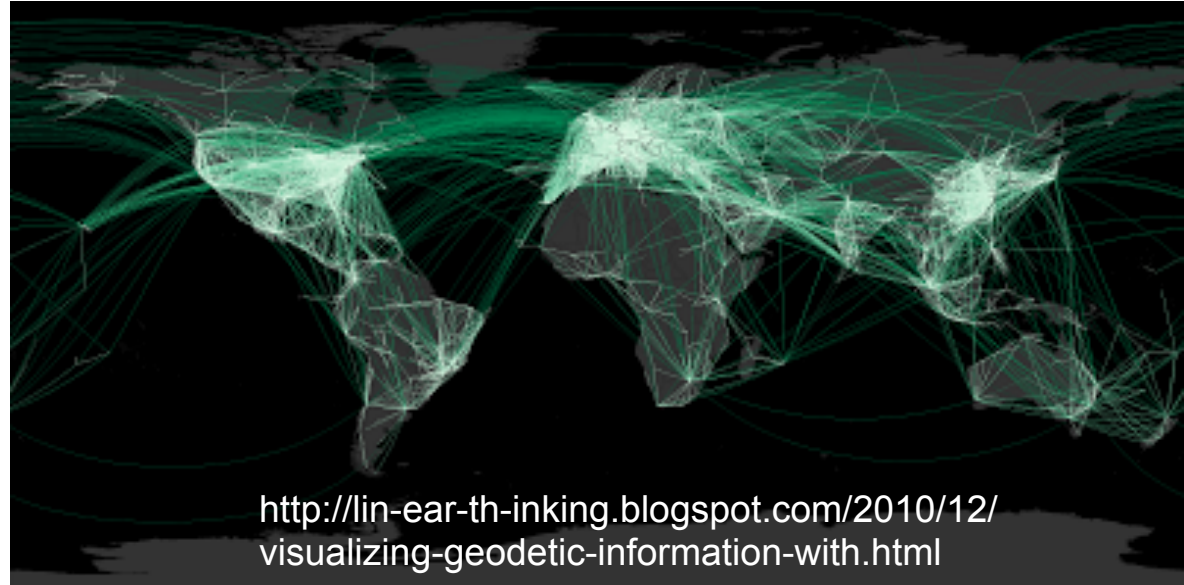 http://lin-ear-th-inking.blogspot.com/2010/12/
visualizing-geodetic-information-with.html